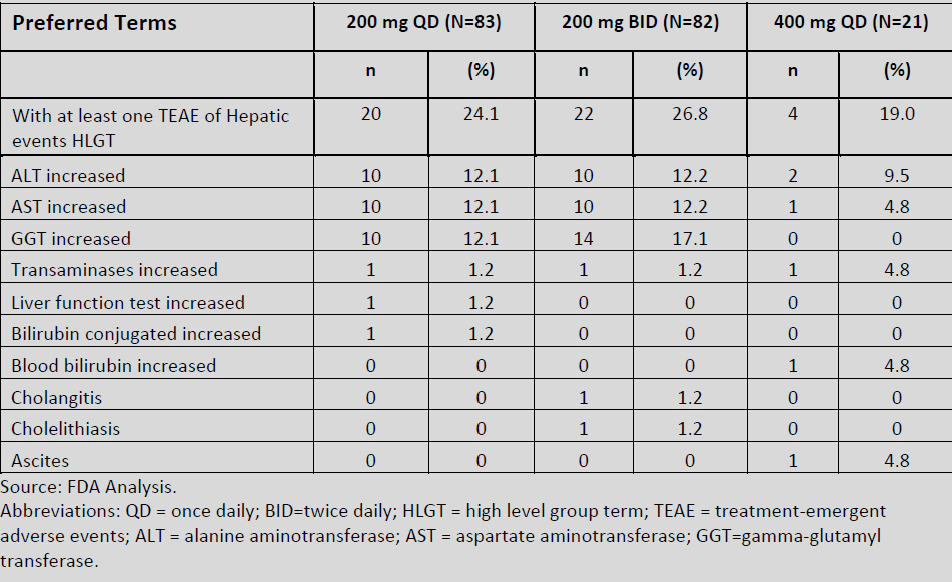 Preferred Terms 200 mg QD (N=83) 200 mg BID (N=82) 400 mg QD (N=21)
n (%) n (%) n (%)
With at least one TEAE of Hepatic 20 24.1 22 26.8 4 19.0
events HLGT
ALT increased 10 12.1 10 12.2 2 9.5
AST increased 10 12.1 10 12.2 1 4.8
GGT increased 10 12.1 14 17.1 0 0
Transaminases increased 1 1.2 1 1.2 1 4.8
Liver function test increased 1 1.2 0 0 0 0
Bilirubin conjugated increased 1 1.2 0 0 0 0
Blood bilirubin increased 0 0 0 0 1 4.8
Cholangitis 0 0 1 1.2 0 0
Cholelithiasis 0 0 1 1.2 0 0
Ascites 0 0 0 0 1 4.8
Source: FDA Analysis.
Abbreviations: QD = once daily; BID=twice daily; HLGT = high level group term; TEAE = treatment-emergent
adverse events; ALT = alanine aminotransferase; AST = aspartate aminotransferase; GGT=gamma-glutamyl
transferase.